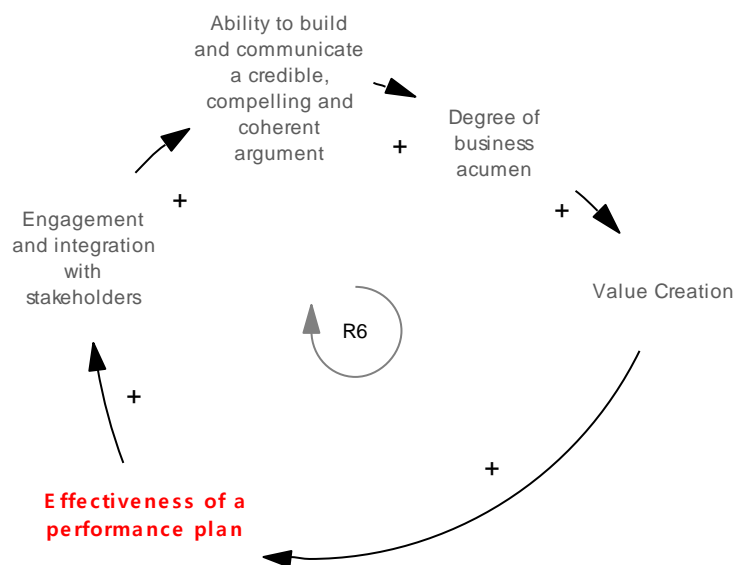 Ability to build
and communicate
a credible,
compelling and
coherent
argument
+
Degree of
business
acumen
+
+
Engagement
and integration
with
stakeholders
Value Creation
R6
+
+
Effectiveness of a
performance plan